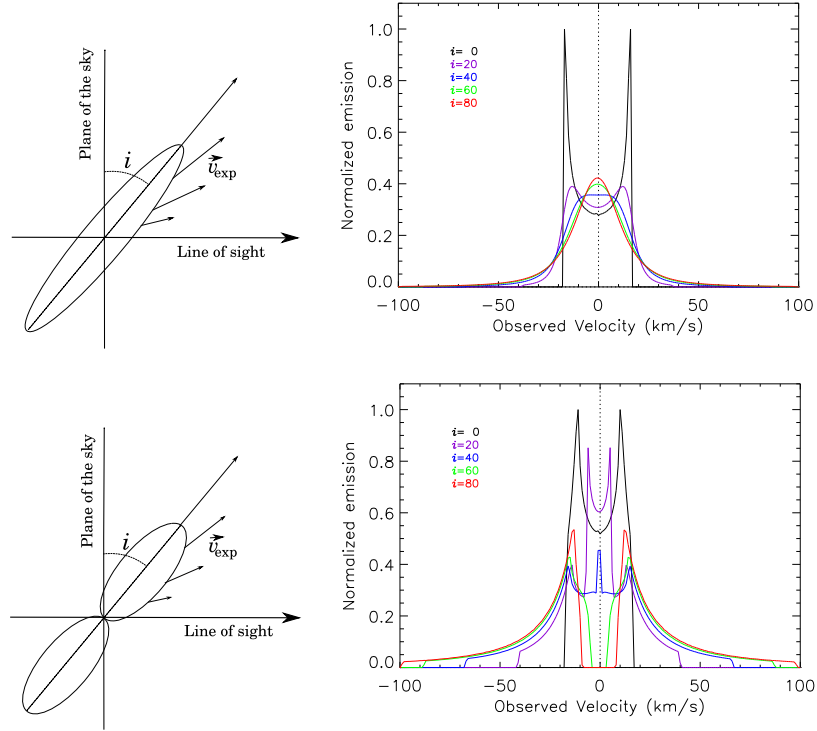 Plane of the sky
i
v exp
Line of sight
Normalized emission
1.0
0.8
0.6
0.4
0.2
0.0
i= 0
i=20
i=40
i=60
i=80
−100 −50 0 50 100
Observed Velocity (km/s)
Plane of the sky
i
v exp
Line of sight
Normalized emission
1.0
0.8
0.6
0.4
0.2
0.0
i= 0
i=20
i=40
i=60
i=80
−100 −50 0 50 100
Observed Velocity (km/s)